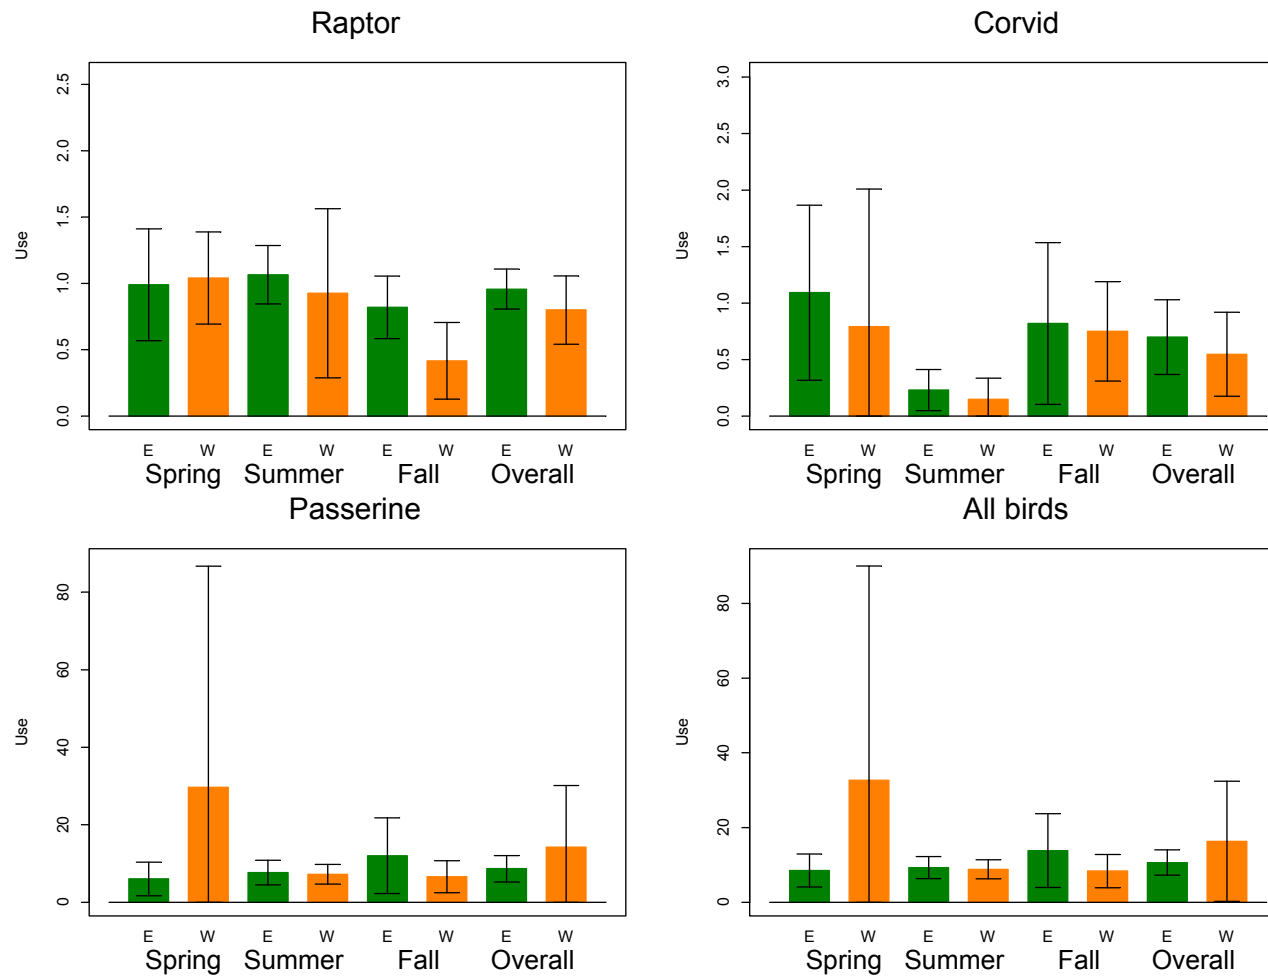 Raptor
Use
0.0 0.5 1.0 1.5 2.0 2.5
E W E W E W E W
Spring Summer Fall Overall
Corvid
Use
0.0 0.5 1.0 1.5 2.0 2.5 3.0
E W E W E W E W
Spring Summer Fall Overall
Passerine
Use
0 20 40 60 80
E W E W E W E W
Spring Summer Fall Overall
All birds
Use
0 20 40 60 80
E W E W E W E W
Spring Summer Fall Overall